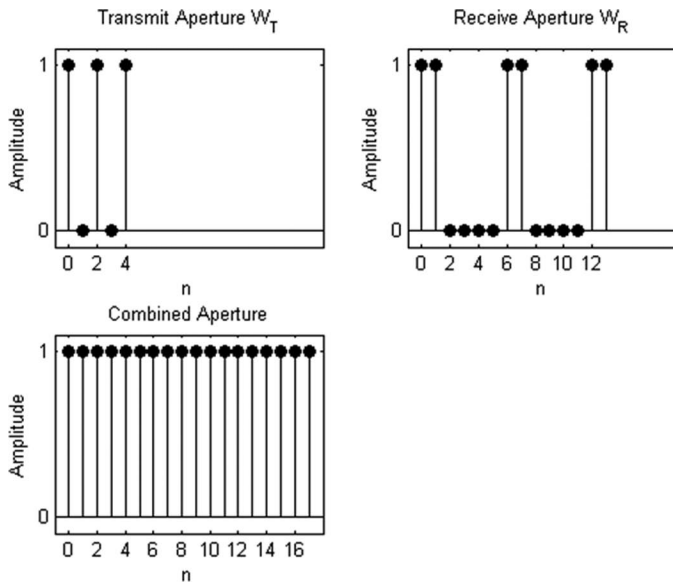 Transmit Aperture W_T
Amplitude
1
0
0 2 4
n
Receive Aperture W_R
Amplitude
1
0
0 2 4 6 8 10 12
n
Combined Aperture
Amplitude
1
0
0 2 4 6 8 10 12 14 16
n